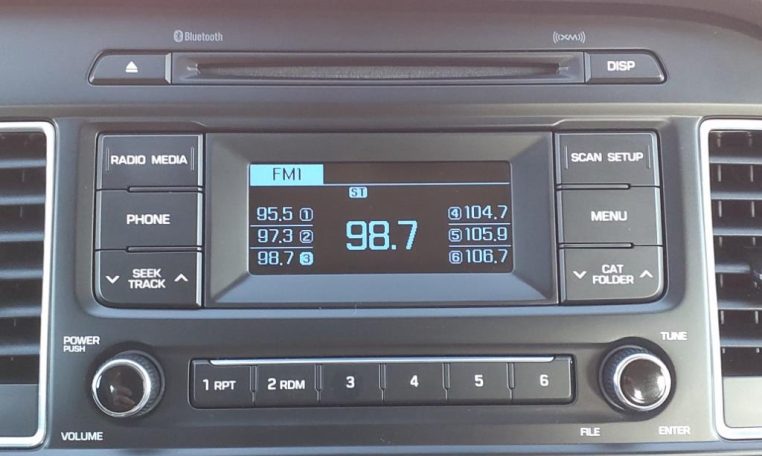 Bluetooth
((XM))
DISP
RADIO MEDIA
SCAN SETUP
FM1
ST
PHONE
MENU
95.5 1
97.3 2
98.7 3
98.7
4 104.7
5 105.9
6 106.7
SEEK
TRACK
CAT
FOLDER
POWER
PUSH
TUNE
1 RPT
2 RDM
3
4
5
6
VOLUME
FILE
ENTER